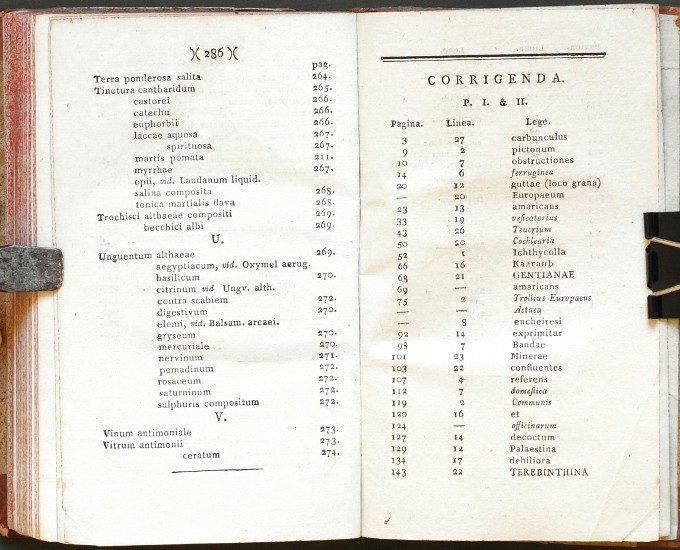 )( 286 )(
pag.
Terra ponderosa salita 264.
Tinctura cantharidum 265.
castorei 266.
catechu 266.
euphorbii 266.
laccae aquosa 267.
spirituosa 267.
martis pomata 211.
myrrhae 267.
opii, vid. Laudanum liquid.
salina composita 268.
tonica martialis flava 268.
Trochisci althaeae compositi 269.
becchici albi 269.
U.
Unguentum althaeae 269.
aegyptiacum, vid. Oxymel aerug.
basilicum 270.
citrinum vid Ungv. alth.
contra scabiem 272.
digestivum 270.
elemi, vid. Balsam. arcaei.
gryseum 270.
mercuriale 270.
nervinum 271.
pomadinum 272.
rosaceum 272.
saturninum 272.
sulphuris compositum 272.
V.
Vinum antimoniale 273.
Vitrum antimonii 273.
ceratum 274.
CORRIGENDA.
P. I. & II.
Pagina. Linea. Lege.
3 27 carbunculus
9 2 pictonum
10 7 obstructiones
14 6 ferruginea
20 12 guttae (loco grana)
— 20 Europaeum
23 13 amaricans
33 19 veſicatorius
43 26 Teucrium
50 20 Cochlearia
52 1 Ichthycolla
66 16 Kazranb
68 21 GENTIANAE
69 — amaricans
75 2 Trollius Europaeus
— — Actaea
— 8 encheiresi
92 14 exprimitur
98 7 Bandae
101 23 Minerae
103 22 confluentes
107 4 referens
112 7 domeſtica
119 2 Communis
120 16 et
124 — officinarum
127 14 decoctum
129 12 Palaestina
134 17 debiliora
143 22 TEREBINTHINA